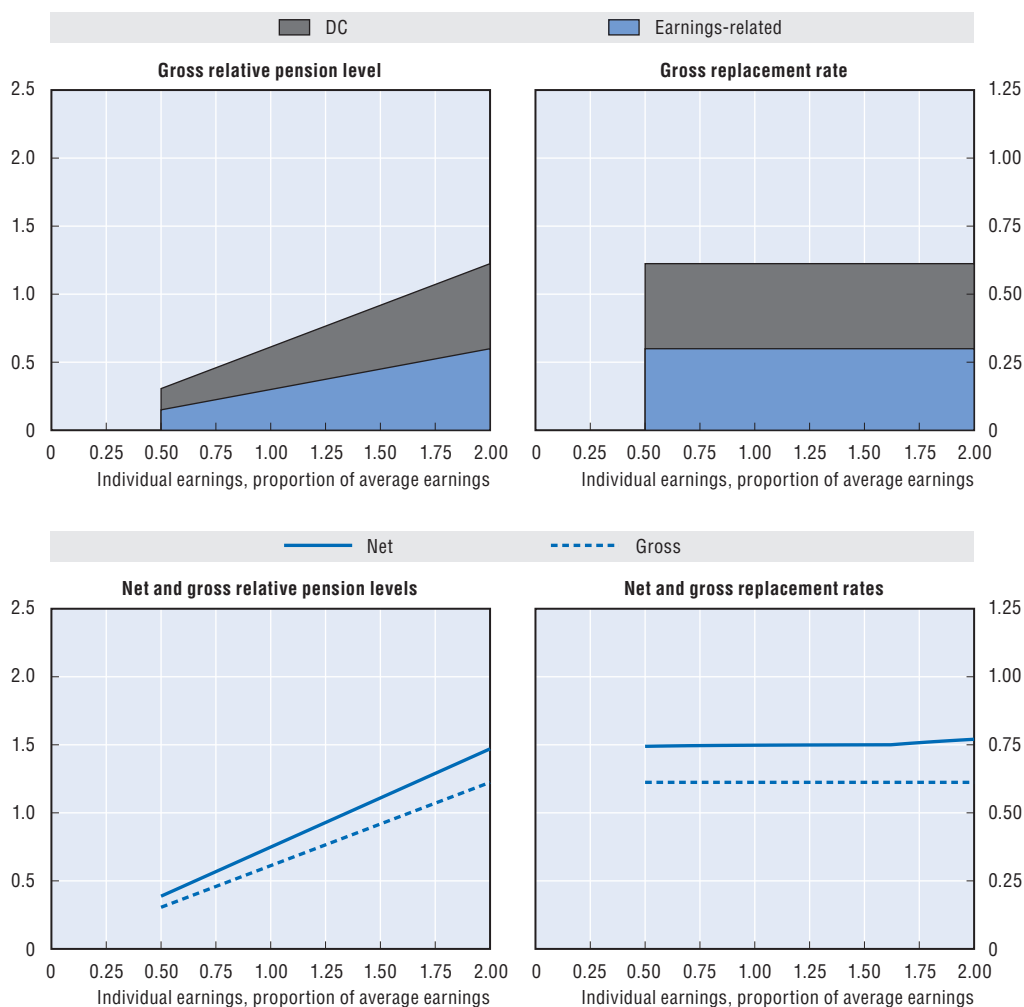 DC Earnings-related
Gross relative pension level
2.5
2.0
1.5
1.0
0.5
0
0 0.25 0.50 0.75 1.00 1.25 1.50 1.75 2.00
Individual earnings, proportion of average earnings
Gross replacement rate
1.25
1.00
0.75
0.50
0.25
0
0 0.25 0.50 0.75 1.00 1.25 1.50 1.75 2.00
Individual earnings, proportion of average earnings
Net Gross
Net and gross relative pension levels
2.5
2.0
1.5
1.0
0.5
0
0 0.25 0.50 0.75 1.00 1.25 1.50 1.75 2.00
Individual earnings, proportion of average earnings
Net and gross replacement rates
1.25
1.00
0.75
0.50
0.25
0
0 0.25 0.50 0.75 1.00 1.25 1.50 1.75 2.00
Individual earnings, proportion of average earnings